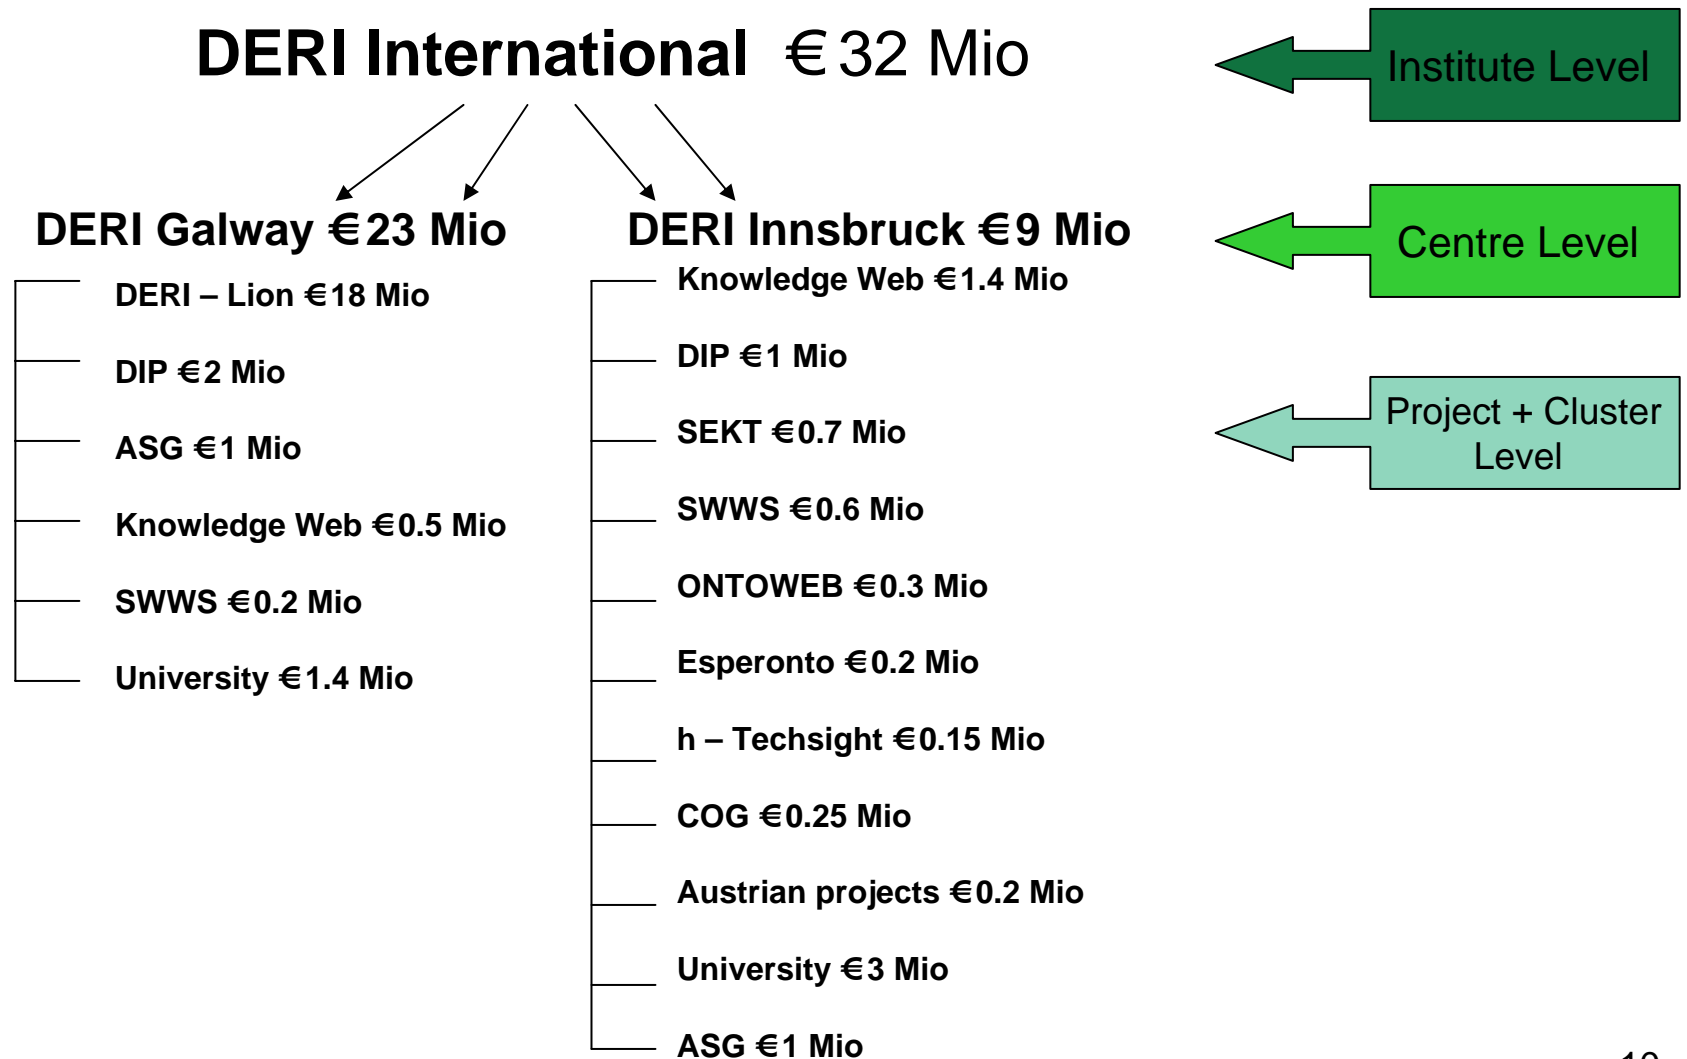 DERI International €32 Mio
Institute Level
DERI Galway €23 Mio
DERI – Lion €18 Mio
DIP €2 Mio
ASG €1 Mio
Knowledge Web €0.5 Mio
SWWS €0.2 Mio
University €1.4 Mio
DERI Innsbruck €9 Mio
Knowledge Web €1.4 Mio
DIP €1 Mio
SEKT €0.7 Mio
SWWS €0.6 Mio
ONTOWEB €0.3 Mio
Esperonto €0.2 Mio
h – Techsight €0.15 Mio
COG €0.25 Mio
Austrian projects €0.2 Mio
University €3 Mio
ASG €1 Mio
Centre Level
Project + Cluster
Level